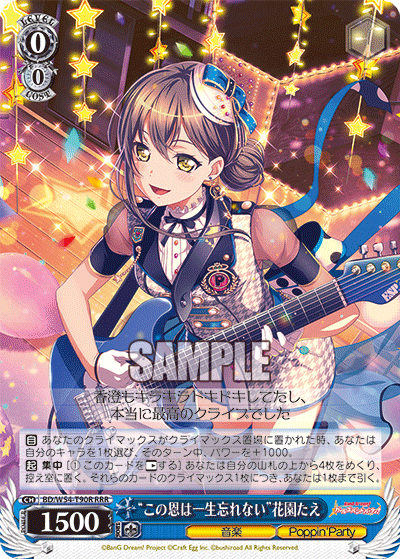 LEVEL
0
0
COST
P
ESP
SAMPLE
香澄もキラキラドキドキしてたし、
本当に最高のクライブでした
自 あなたのクライマックスがクライマックス置場に置かれた時、あなたは
自分のキャラを1枚選び、そのターン中、パワーを+1000。
起 集中 [① このカードを レスト する] あなたは自分の山札の上から4枚をめくり、
控え室に置く。それらのカードのクライマックス1枚につき、あなたは1枚まで引く。
CH BD/W54-T90R RRR
1500
“この恩は一生忘れない”花園たえ
音楽
Poppin'Party
©BanG Dream! Project ©Craft Egg Inc. ©bushiroad All Rights Reserved.